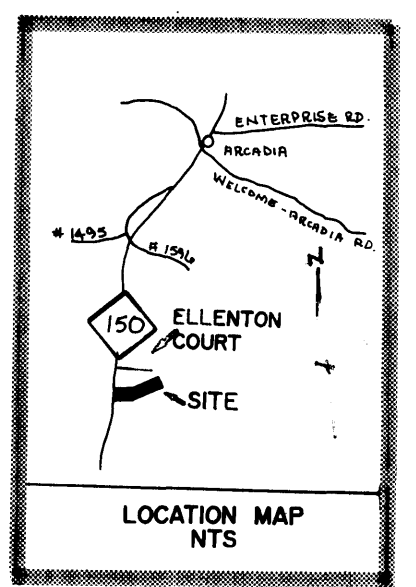 ENTERPRISE RD.
ARCADIA
WELCOME-ARCADIA RD.
#1495
#1596
N
150
ELLENTON
COURT
SITE
LOCATION MAP
NTS